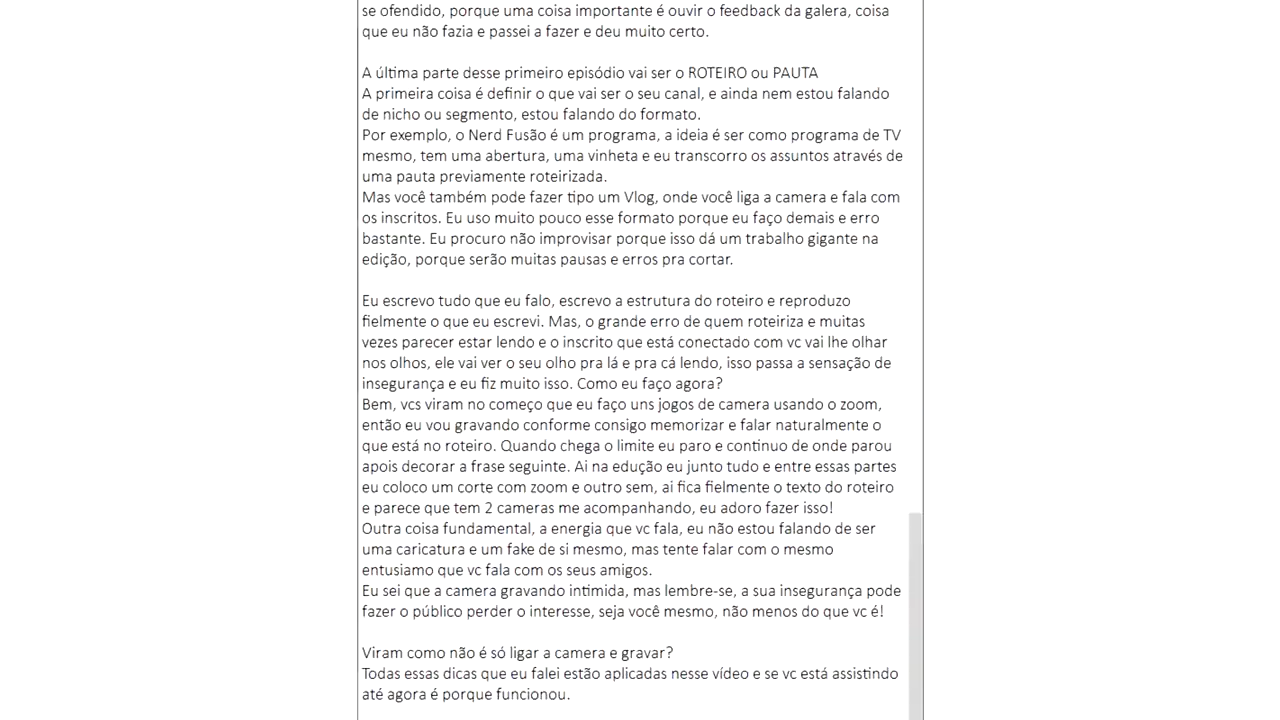 se ofendido, porque uma coisa importante é ouvir o feedback da galera, coisa
que eu não fazia e passei a fazer e deu muito certo.
A última parte desse primeiro episódio vai ser o ROTEIRO ou PAUTA
A primeira coisa é definir o que vai ser o seu canal, e ainda nem estou falando
de nicho ou segmento, estou falando do formato.
Por exemplo, o Nerd Fusão é um programa, a ideia é ser como programa de TV
mesmo, tem uma abertura, uma vinheta e eu transcorro os assuntos através de
uma pauta previamente roteirizada.
Mas você também pode fazer tipo um Vlog, onde você liga a camera e fala com
os inscritos. Eu uso muito pouco esse formato porque eu faço demais e erro
bastante. Eu procuro não improvisar porque isso dá um trabalho gigante na
edição, porque serão muitas pausas e erros pra cortar.
Eu escrevo tudo que eu falo, escrevo a estrutura do roteiro e reproduzo
fielmente o que eu escrevi. Mas, o grande erro de quem roteiriza e muitas
vezes parecer estar lendo e o inscrito que está conectado com vc vai lhe olhar
nos olhos, ele vai ver o seu olho pra lá e pra cá lendo, isso passa a sensação de
insegurança e eu fiz muito isso. Como eu faço agora?
Bem, vcs viram no começo que eu faço uns jogos de camera usando o zoom,
então eu vou gravando conforme consigo memorizar e falar naturalmente o
que está no roteiro. Quando chega o limite eu paro e continuo de onde parou
apois decorar a frase seguinte. Ai na edução eu junto tudo e entre essas partes
eu coloco um corte com zoom e outro sem, ai fica fielmente o texto do roteiro
e parece que tem 2 cameras me acompanhando, eu adoro fazer isso!
Outra coisa fundamental, a energia que vc fala, eu não estou falando de ser
uma caricatura e um fake de si mesmo, mas tente falar com o mesmo
entusiamo que vc fala com os seus amigos.
Eu sei que a camera gravando intimida, mas lembre-se, a sua insegurança pode
fazer o público perder o interesse, seja você mesmo, não menos do que vc é!
Viram como não é só ligar a camera e gravar?
Todas essas dicas que eu falei estão aplicadas nesse vídeo e se vc está assistindo
até agora é porque funcionou.